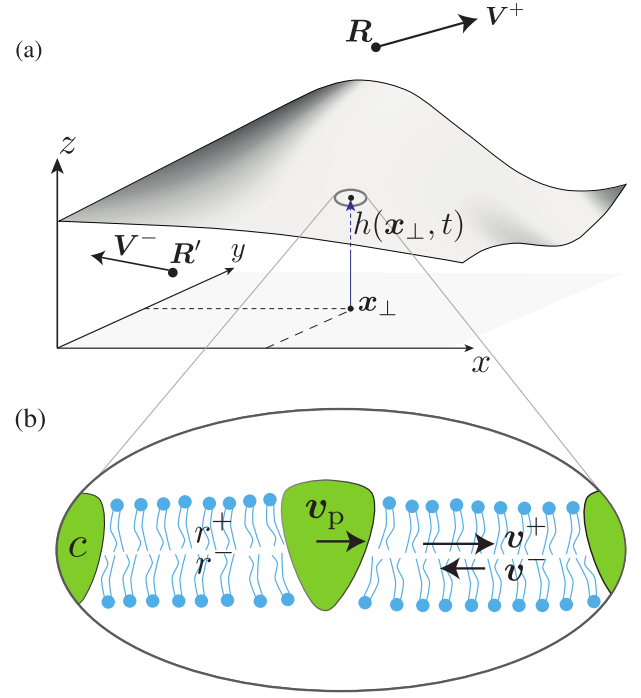 (a)
R
V⁺
z
h(x⊥, t)
V⁻
R′
y
x⊥
x
(b)
c
r⁺
r⁻
vₚ
v⁺
v⁻